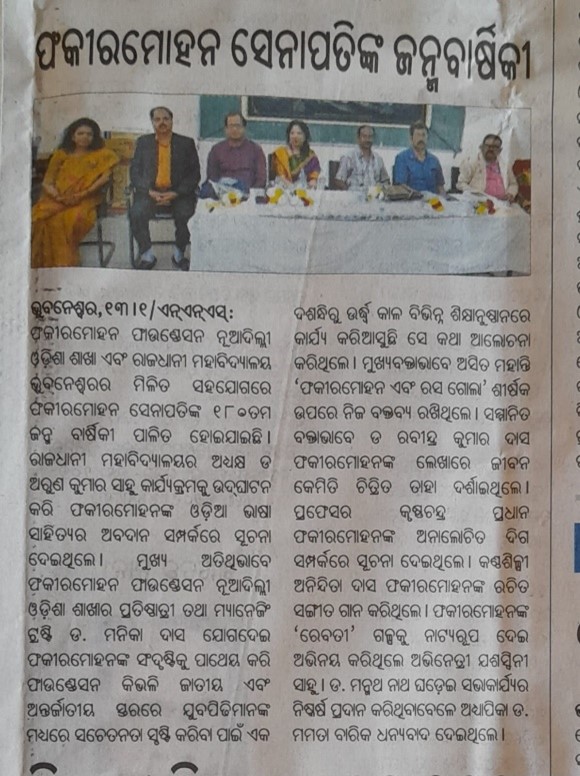 ଫକୀରମୋହନ ସେନାପତିଙ୍କ ଜନ୍ମବାର୍ଷିକୀ
ଭୁବନେଶ୍ୱର,୧୩।୧/ଏନ୍ଏନ୍ଏସ୍:
ଫକୀରମୋହନ ଫାଉଣ୍ଡେସନ ନୂଆଦିଲ୍ଲୀ
ଓଡ଼ିଶା ଶାଖା ଏବଂ ରାଜଧାନୀ ମହାବିଦ୍ୟାଳୟ
ଭୁବନେଶ୍ୱରର ମିଳିତ ସହଯୋଗରେ
ଫକୀରମୋହନ ସେନାପତିଙ୍କ ୧୮୦ତମ
ଜନ୍ମ ବାର୍ଷିକୀ ପାଳିତ ହୋଇଯାଇଛି।
ରାଜଧାନୀ ମହାବିଦ୍ୟାଳୟର ଅଧ୍ୟକ୍ଷ ଡ
ଅରୁଣ କୁମାର ସାହୁ କାର୍ଯ୍ୟକ୍ରମକୁ ଉଦ୍‌ଘାଟନ
କରି ଫକୀରମୋହନଙ୍କ ଓଡ଼ିଆ ଭାଷା
ସାହିତ୍ୟର ଅବଦାନ ସମ୍ପର୍କରେ ସୂଚନା
ଦେଇଥିଲେ। ମୁଖ୍ୟ ଅତିଥିଭାବେ
ଫକୀରମୋହନ ଫାଉଣ୍ଡେସନ ନୂଆଦିଲ୍ଲୀ
ଓଡ଼ିଶା ଶାଖାର ପ୍ରତିଷ୍ଠାତ୍ରୀ ତଥା ମ୍ୟାନେଜିଂ
ଟ୍ରଷ୍ଟି ଡ. ମନିକା ଦାସ ଯୋଗଦେଇ
ଫକୀରମୋହନଙ୍କ ସଂଦୃଷ୍ଟିକୁ ପାଥେୟ କରି
ଫାଉଣ୍ଡେସନ କିଭଳି ଜାତୀୟ ଏବଂ
ଅନ୍ତର୍ଜାତୀୟ ସ୍ତରରେ ଯୁବପିଢିମାନଙ୍କ
ମଧ୍ୟରେ ସଚେତନତା ସୃଷ୍ଟି କରିବା ପାଇଁ ଏକ
ଦଶନ୍ଧିରୁ ଉର୍ଦ୍ଧ୍ୱ କାଳ ବିଭିନ୍ନ ଶିକ୍ଷାନୁଷ୍ଠାନରେ
କାର୍ଯ୍ୟ କରିଆସୁଛି ସେ କଥା ଆଲୋଚନା
କରିଥିଲେ। ମୁଖ୍ୟବକ୍ତାଭାବେ ଅସିତ ମହାନ୍ତି
‘ଫକୀରମୋହନ ଏବଂ ରସ ଗୋଲା’ ଶୀର୍ଷକ
ଉପରେ ନିଜ ବକ୍ତବ୍ୟ ରଖିଥିଲେ। ସମ୍ମାନିତ
ବକ୍ତାଭାବେ ଡ ରବୀନ୍ଦ୍ର କୁମାର ଦାସ
ଫକୀରମୋହନଙ୍କ ଲେଖାରେ ଜୀବନ
କେମିତି ଚିତ୍ରିତ ତାହା ଦର୍ଶାଇଥିଲେ।
ପ୍ରଫେସର କୃଷ୍ଣଚନ୍ଦ୍ର ପ୍ରଧାନ
ଫକୀରମୋହନଙ୍କ ଅନାଲୋଚିତ ଦିଗ
ସମ୍ପର୍କରେ ସୂଚନା ଦେଇଥିଲେ। କଣ୍ଠଶିଳ୍ପୀ
ଅନିନ୍ଦିତା ଦାସ ଫକୀରମୋହନଙ୍କ ରଚିତ
ସଙ୍ଗୀତ ଗାନ କରିଥିଲେ। ଫକୀରମୋହନଙ୍କ
‘ରେବତୀ’ ଗଳ୍ପକୁ ନାଟ୍ୟରୂପ ଦେଇ
ଅଭିନୟ କରିଥିଲେ ଅଭିନେତ୍ରୀ ଯଶସ୍ୱିନୀ
ସାହୁ। ଡ. ମନ୍ମଥ ନାଥ ଘଡ଼େଇ ସଭାକାର୍ଯ୍ୟର
ନିଷ୍କର୍ଷ ପ୍ରଦାନ କରିଥିବାବେଳେ ଅଧ୍ୟାପିକା ଡ.
ମମତା ବାରିକ ଧନ୍ୟବାଦ ଦେଇଥିଲେ।